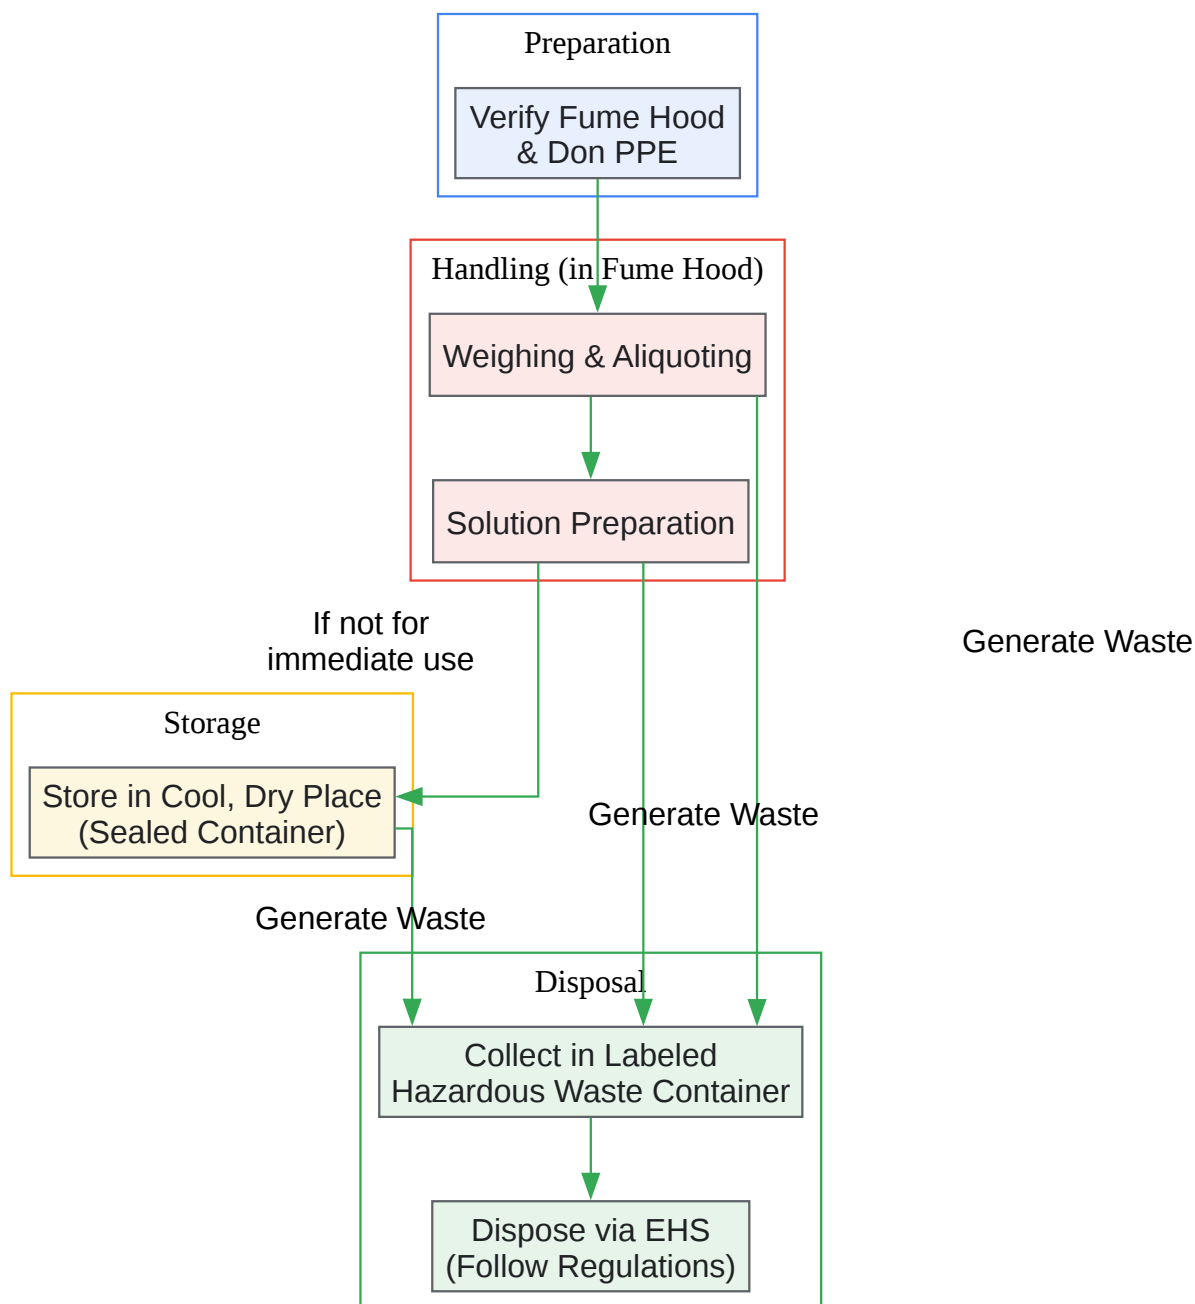 Preparation
Verify Fume Hood
& Don PPE
Handling (in Fume Hood)
Weighing & Aliquoting
Solution Preparation
If not for
immediate use
Generate Waste
Storage
Store in Cool, Dry Place
(Sealed Container)
Generate Waste
Generate Waste
Disposal
Collect in Labeled
Hazardous Waste Container
Dispose via EHS
(Follow Regulations)